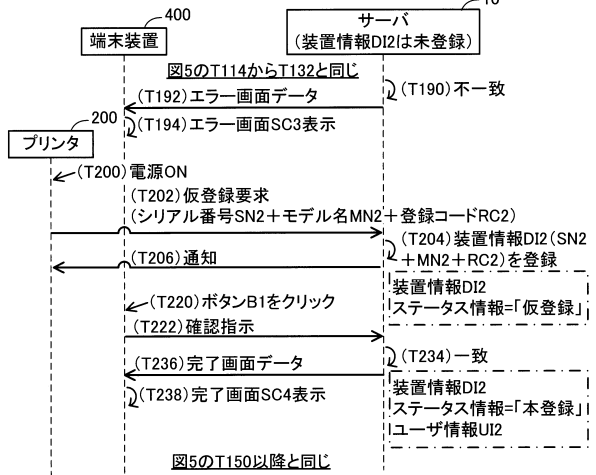 400
10
端末装置
サーバ
(装置情報DI2は未登録)
図5のT114からT132と同じ
(T190)不一致
(T192)エラー画面データ
(T194)エラー画面SC3表示
200
プリンタ
(T200)電源ON
(T202)仮登録要求
(シリアル番号SN2+モデル名MN2+登録コードRC2)
(T204)装置情報DI2(SN2
+MN2+RC2)を登録
(T206)通知
装置情報DI2
ステータス情報=「仮登録」
(T220)ボタンB1をクリック
(T222)確認指示
(T234)一致
(T236)完了画面データ
(T238)完了画面SC4表示
装置情報DI2
ステータス情報=「本登録」
ユーザ情報UI2
図5のT150以降と同じ